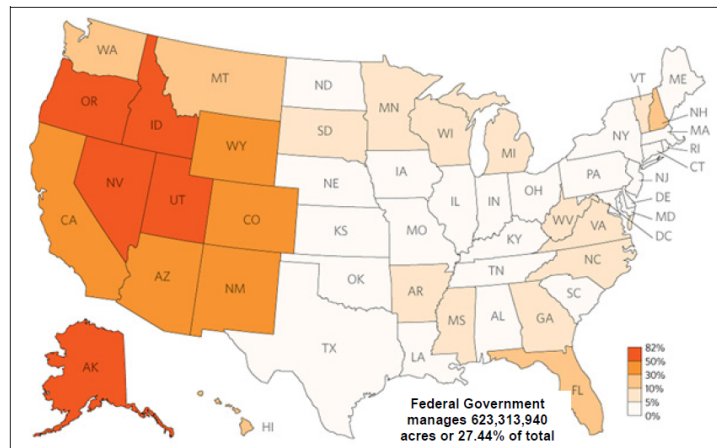 WA
MT
ND
MN
VT
ME
OR
ID
SD
WI
MI
NY
NH
MA
RI
CT
WY
NE
IA
PA
NJ
NV
UT
CO
IL
IN
OH
DE
MD
DC
CA
KS
MO
WV
VA
KY
AZ
NM
OK
AR
TN
NC
SC
MS
AL
GA
TX
LA
FL
AK
HI
82%
50%
30%
10%
5%
0%
Federal Government
manages 623,313,940
acres or 27.44% of total